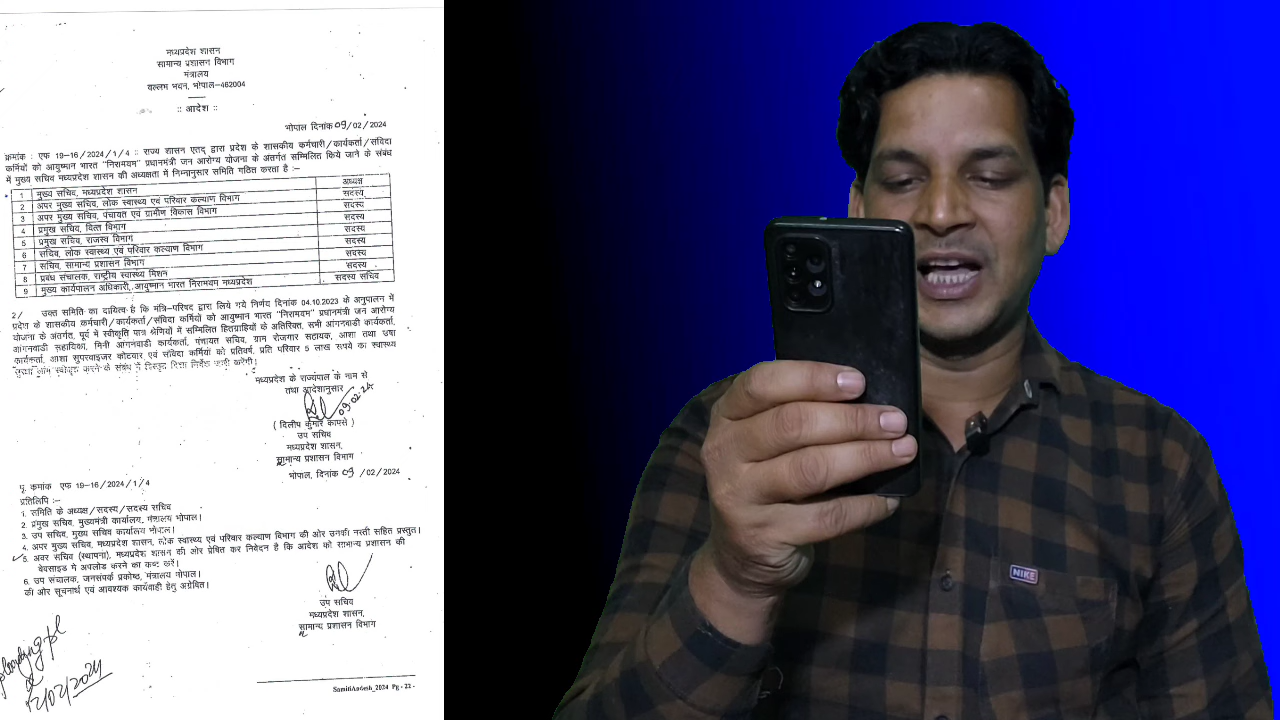 मध्यप्रदेश शासन
सामान्य प्रशासन विभाग
मंत्रालय
वल्लभ भवन, भोपाल–462004
:: आदेश ::
भोपाल दिनांक 09/02/2024
क्रमांक : एफ 19–16/2024/1/4 :: राज्य शासन एतद् द्वारा प्रदेश के शासकीय कर्मचारी/कार्यकर्ता/संविदा
कर्मियों को आयुष्मान भारत "निरामयम" प्रधानमंत्री जन आरोग्य योजना के अंतर्गत सम्मिलित किये जाने के संबंध
में मुख्य सचिव मध्यप्रदेश शासन की अध्यक्षता में निम्नानुसार समिति गठित करता है :–
1 मुख्य सचिव, मध्यप्रदेश शासन अध्यक्ष
2 अपर मुख्य सचिव, लोक स्वास्थ्य एवं परिवार कल्याण विभाग सदस्य
3 अपर मुख्य सचिव, पंचायत एवं ग्रामीण विकास विभाग सदस्य
4 प्रमुख सचिव, वित्त विभाग सदस्य
5 प्रमुख सचिव, राजस्व विभाग सदस्य
6 सचिव, लोक स्वास्थ्य एवं परिवार कल्याण विभाग सदस्य
7 सचिव, सामान्य प्रशासन विभाग सदस्य
8 प्रबंध संचालक, राष्ट्रीय स्वास्थ्य मिशन सदस्य
9 मुख्य कार्यपालन अधिकारी, आयुष्मान भारत निरामयम मध्यप्रदेश सदस्य सचिव
2/ उक्त समिति का दायित्व है कि मंत्रि–परिषद द्वारा लिये गये निर्णय दिनांक 04.10.2023 के अनुपालन में
प्रदेश के शासकीय कर्मचारी/कार्यकर्ता/संविदा कर्मियों को आयुष्मान भारत "निरामयम" प्रधानमंत्री जन आरोग्य
योजना के अंतर्गत, पूर्व में स्वीकृति पात्र श्रेणियों में सम्मिलित हितग्राहियों के अतिरिक्त, सभी आंगनवाडी कार्यकर्ता,
आंगनवाडी सहायिका, मिनी आंगनवाडी कार्यकर्ता, पंचायत सचिव, ग्राम रोजगार सहायक, आशा तथा उषा
कार्यकर्ता, आशा सुपरवाइजर कोटवार एवं संविदा कर्मियों को प्रतिवर्ष, प्रति परिवार 5 लाख रूपये का स्वास्थ्य
सुरक्षा लाभ स्वीकृत करने के संबंध में विस्तृत दिशा निर्देश जारी करेगी।
मध्यप्रदेश के राज्यपाल के नाम से
तथा आदेशानुसार
09.02.24
( दिलीप कुमार कापसे )
उप सचिव
मध्यप्रदेश शासन,
सामान्य प्रशासन विभाग
भोपाल, दिनांक 09 /02/2024
पृ. क्रमांक एफ 19–16/2024/1/4
प्रतिलिपि :–
1. समिति के अध्यक्ष/सदस्य/सदस्य सचिव
2. प्रमुख सचिव, मुख्यमंत्री कार्यालय, मंत्रालय भोपाल।
3. उप सचिव, मुख्य सचिव कार्यालय भोपाल।
4. अपर मुख्य सचिव, मध्यप्रदेश शासन, लोक स्वास्थ्य एवं परिवार कल्याण विभाग की ओर उनकी नस्ती सहित प्रस्तुत।
5. अवर सचिव (स्थापना), मध्यप्रदेश शासन की ओर प्रेषित कर निवेदन है कि आदेश को सामान्य प्रशासन की
वेबसाइड मे अपलोड करने का कष्ट करें।
6. उप संचालक, जनसंपर्क प्रकोष्ठ, मंत्रालय भोपाल।
की ओर सूचनार्थ एवं आवश्यक कार्यवाही हेतु अग्रेषित।
उप सचिव
मध्यप्रदेश शासन,
सामान्य प्रशासन विभाग
SamitiAadesh_2024 Pg - 22 -
NIKE